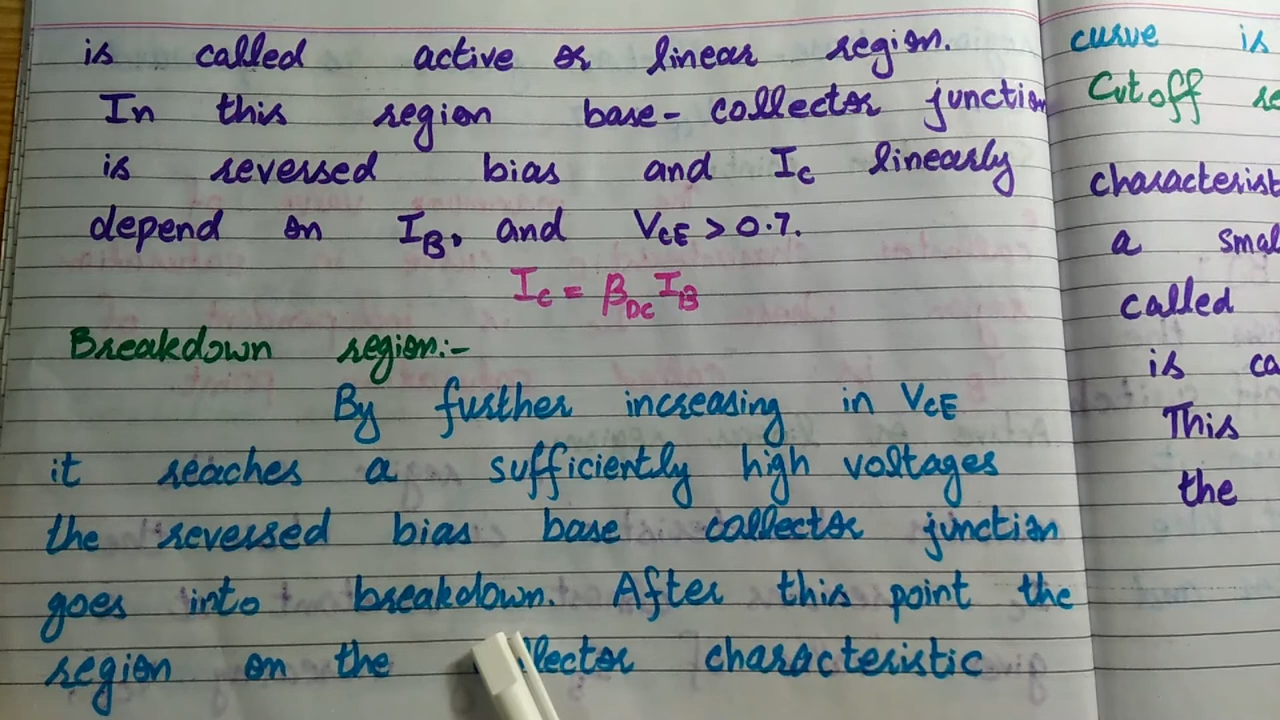 is called active or linear region.
In this region base-collector junction
is reversed bias and Ic linearly
depend on IB, and VCE > 0.7.
Ic = βDC IB
Breakdown region:-
By further increasing in VCE
it reaches a sufficiently high voltages
the reversed bias base collector junction
goes into breakdown. After this point the
region on the llector characteristic
curve is
Cutoff re
characterist
a smal
called
is ca
This
the